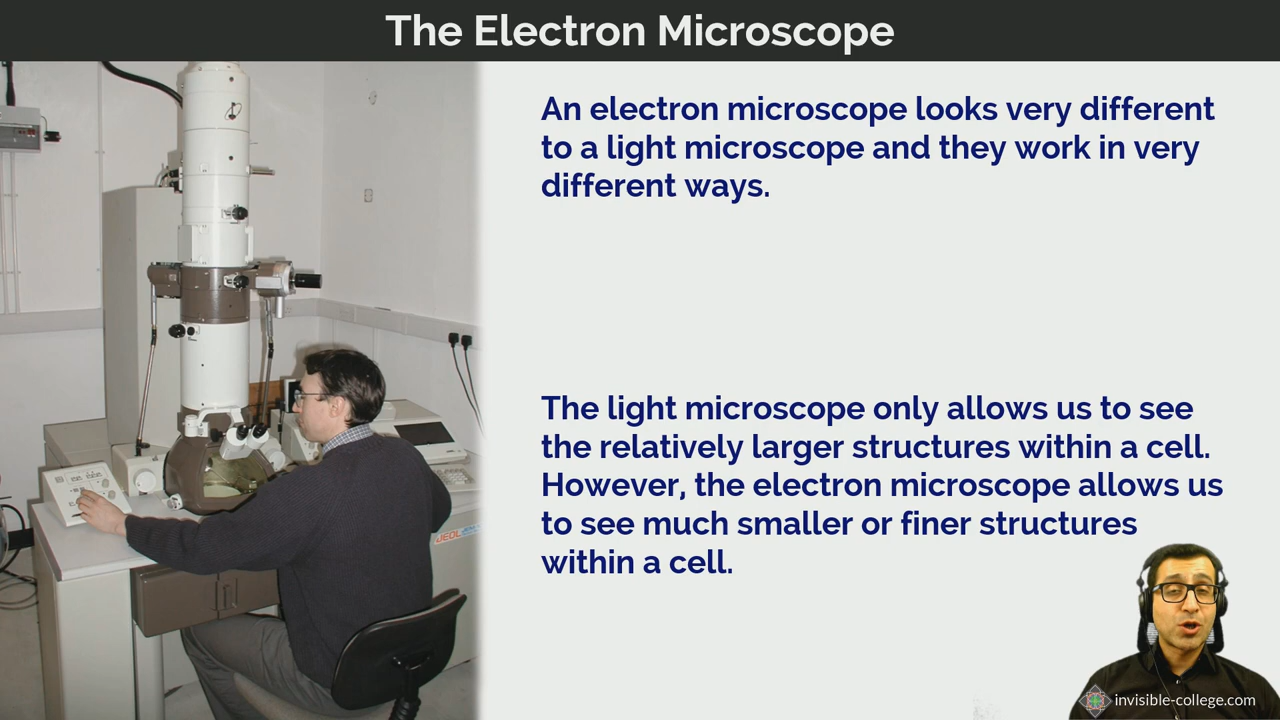 The Electron Microscope
An electron microscope looks very different
to a light microscope and they work in very
different ways.
The light microscope only allows us to see
the relatively larger structures within a cell.
However, the electron microscope allows us
to see much smaller or finer structures
within a cell.
JEOL
invisible-college.com